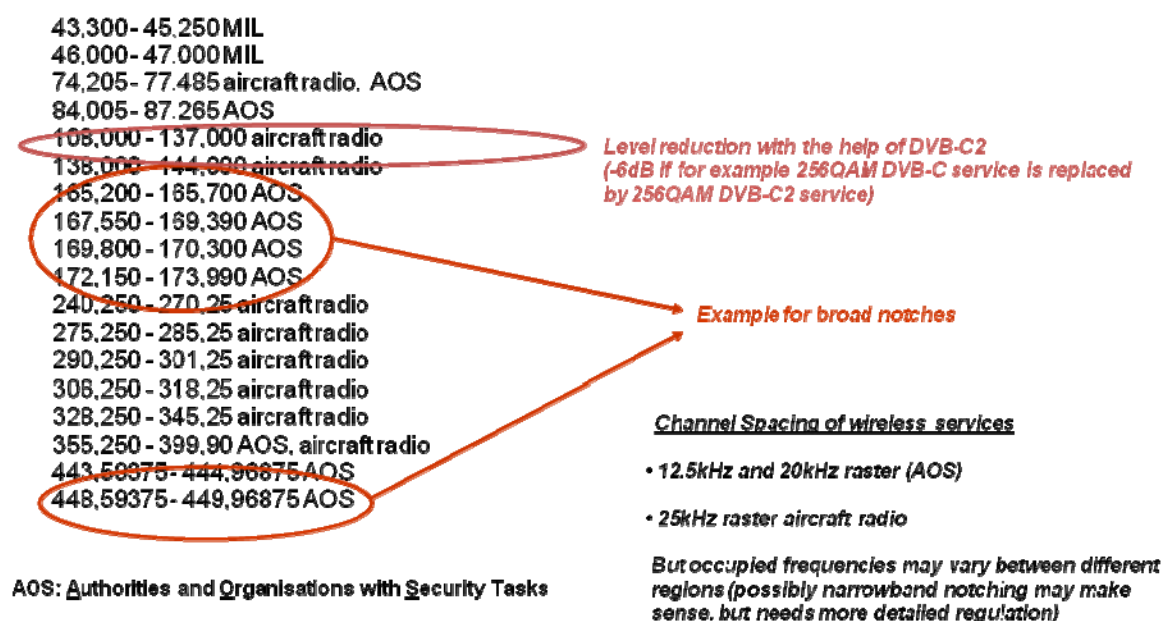 43,300-45,250 MIL
46,000-47.000 MIL
74,205-77.485 aircraft radio, AOS
84,005-87.265 AOS
108,000-137,000 aircraft radio
138,000-144,000 aircraft radio
165,200-165,700 AOS
167,550-169,390 AOS
169,800-170,300 AOS
172,150-173,990 AOS
240,250-270,25 aircraft radio
275,250-285,25 aircraft radio
290,250-301,25 aircraft radio
306,250-318,25 aircraft radio
328,250-345,25 aircraft radio
355,250-399,90 AOS, aircraft radio
443,59375-444,96875 AOS
448,59375-449,96875 AOS
AOS: Authorities and Organisations with Security Tasks
Level reduction with the help of DVB-C2
(-6dB if for example 256QAM DVB-C service is replaced
by 256QAM DVB-C2 service)
Example for broad notches
Channel Spacing of wireless services
• 12.5kHz and 20kHz raster (AOS)
• 25kHz raster aircraft radio
But occupied frequencies may vary between different
regions (possibly narrowband notching may make
sense, but needs more detailed regulation)